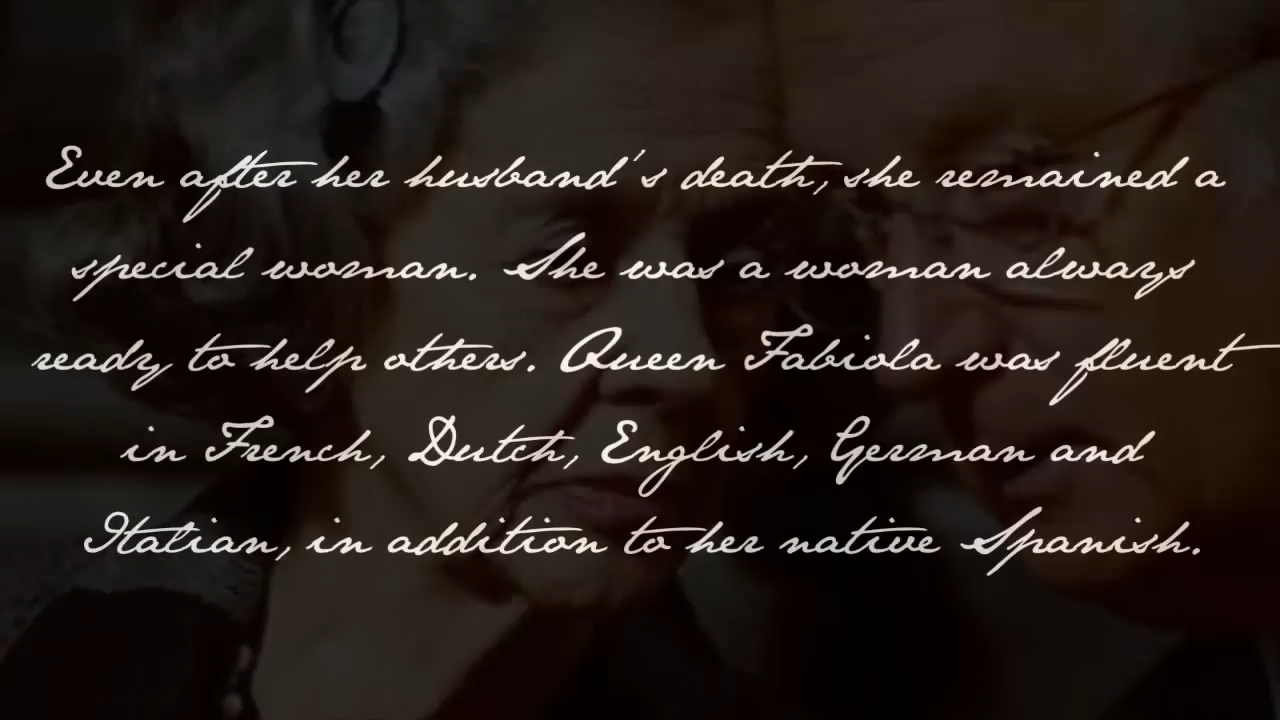 Even after her husband's death, she remained a
special woman. She was a woman always
ready to help others. Queen Fabiola was fluent
in French, Dutch, English, German and
Italian, in addition to her native Spanish.